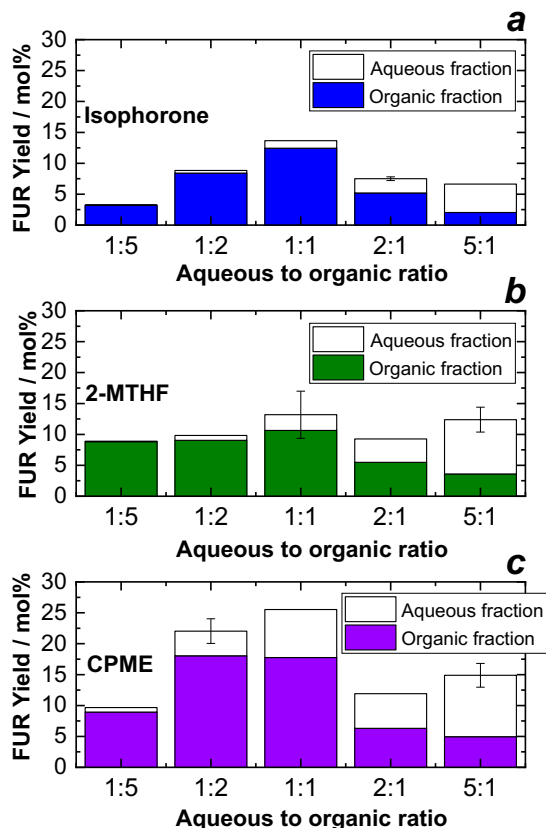 a
30
25
20
15
10
5
0
FUR Yield / mol%
Aqueous fraction
Organic fraction
Isophorone
1:5 1:2 1:1 2:1 5:1
Aqueous to organic ratio
b
30
25
20
15
10
5
0
FUR Yield / mol%
Aqueous fraction
Organic fraction
2-MTHF
1:5 1:2 1:1 2:1 5:1
Aqueous to organic ratio
c
30
25
20
15
10
5
0
FUR Yield / mol%
Aqueous fraction
Organic fraction
CPME
1:5 1:2 1:1 2:1 5:1
Aqueous to organic ratio